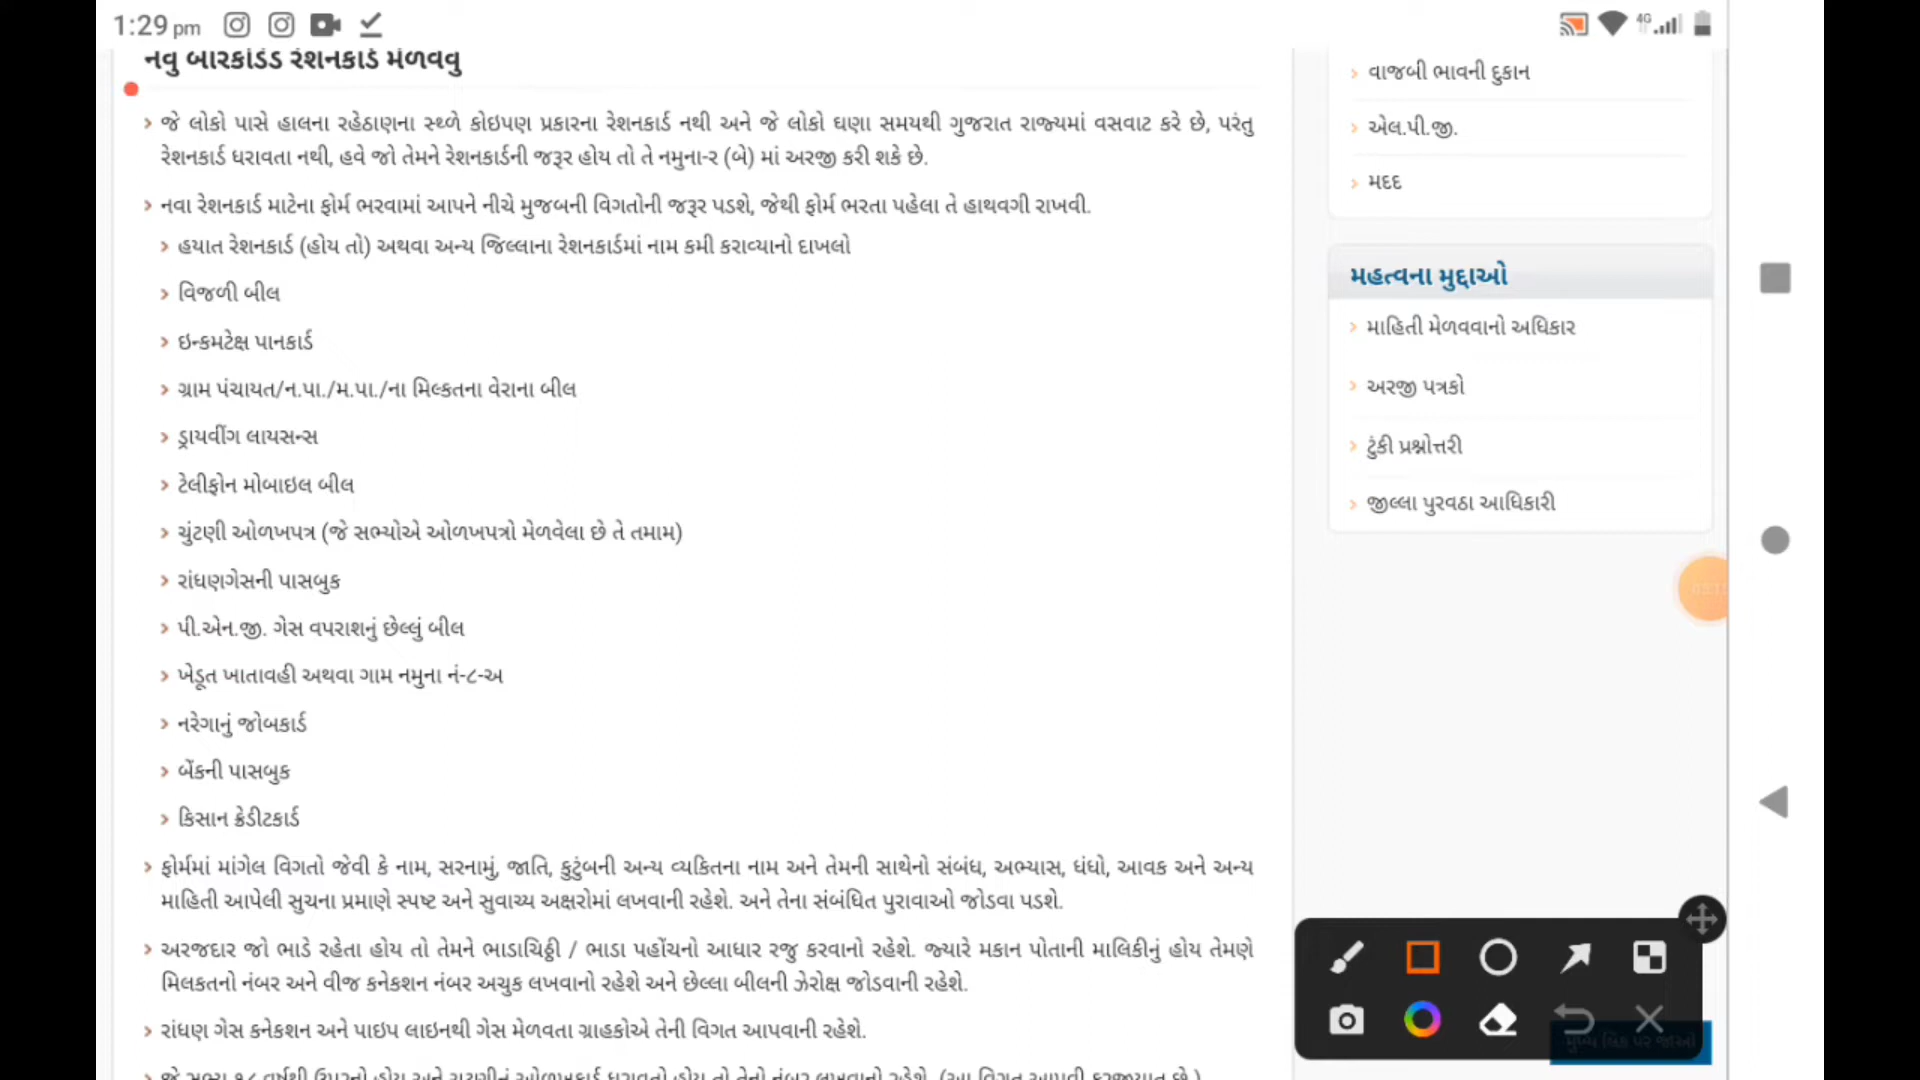 1:29 pm
4G
નવુ બારકોડેડ રેશનકાર્ડ મેળવવુ
જે લોકો પાસે હાલના રહેઠાણના સ્થ્ળે કોઇપણ પ્રકારના રેશનકાર્ડ નથી અને જે લોકો ઘણા સમયથી ગુજરાત રાજ્યમાં વસવાટ કરે છે, પરંતુ
રેશનકાર્ડ ધરાવતા નથી, હવે જો તેમને રેશનકાર્ડની જરૂર હોય તો તે નમુના-ર (બે) માં અરજી કરી શકે છે.
નવા રેશનકાર્ડ માટેના ફોર્મ ભરવામાં આપને નીચે મુજબની વિગતોની જરૂર પડશે, જેથી ફોર્મ ભરતા પહેલા તે હાથવગી રાખવી.
હયાત રેશનકાર્ડ (હોય તો) અથવા અન્ય જિલ્લાના રેશનકાર્ડમાં નામ કમી કરાવ્યાનો દાખલો
વિજળી બીલ
ઇન્કમટેક્ષ પાનકાર્ડ
ગ્રામ પંચાયત/ન.પા./મ.પા./ના મિલ્કતના વેરાના બીલ
ડ્રાયવીંગ લાયસન્સ
ટેલીફોન મોબાઇલ બીલ
ચુંટણી ઓળખપત્ર (જે સભ્યોએ ઓળખપત્રો મેળવેલા છે તે તમામ)
રાંધણગેસની પાસબુક
પી.એન.જી. ગેસ વપરાશનું છેલ્લું બીલ
ખેડૂત ખાતાવહી અથવા ગામ નમુના નં-૮-અ
નરેગાનું જોબકાર્ડ
બેંકની પાસબુક
કિસાન ક્રેડીટકાર્ડ
ફોર્મમાં માંગેલ વિગતો જેવી કે નામ, સરનામું, જાતિ, કુટુંબની અન્ય વ્યકિતના નામ અને તેમની સાથેનો સંબંધ, અભ્યાસ, ધંધો, આવક અને અન્ય
માહિતી આપેલી સુચના પ્રમાણે સ્પષ્ટ અને સુવાચ્ય અક્ષરોમાં લખવાની રહેશે. અને તેના સંબંધિત પુરાવાઓ જોડવા પડશે.
અરજદાર જો ભાડે રહેતા હોય તો તેમને ભાડાચિઠ્ઠી / ભાડા પહોંચનો આધાર રજુ કરવાનો રહેશે. જ્યારે મકાન પોતાની માલિકીનું હોય તેમણે
મિલકતનો નંબર અને વીજ કનેકશન નંબર અચુક લખવાનો રહેશે અને છેલ્લા બીલની ઝેરોક્ષ જોડવાની રહેશે.
રાંધણ ગેસ કનેકશન અને પાઇપ લાઇનથી ગેસ મેળવતા ગ્રાહકોએ તેની વિગત આપવાની રહેશે.
વાજબી ભાવની દુકાન
એલ.પી.જી.
મદદ
મહત્વના મુદ્દાઓ
માહિતી મેળવવાનો અધિકાર
અરજી પત્રકો
ટુંકી પ્રશ્નોત્તરી
જીલ્લા પુરવઠા આધિકારી